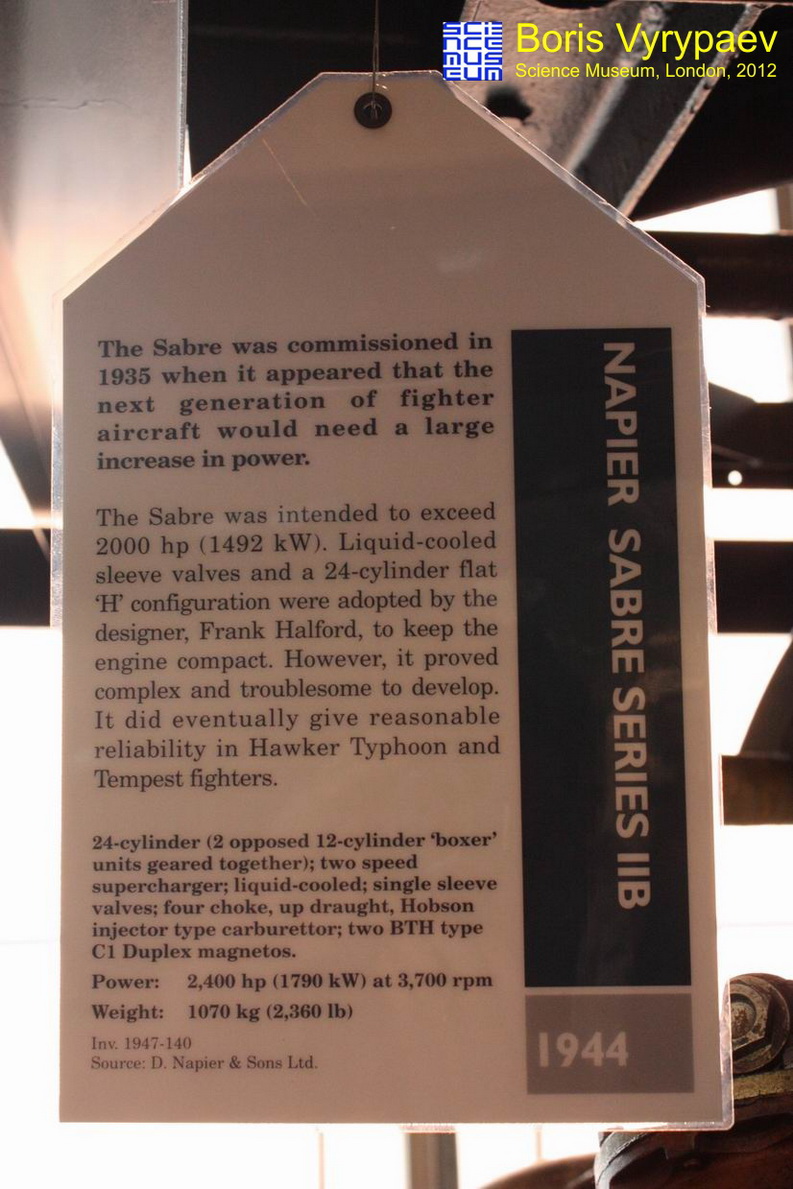 SCIENCE MUSEUM
Boris Vyrypaev
Science Museum, London, 2012
The Sabre was commissioned in
1935 when it appeared that the
next generation of fighter
aircraft would need a large
increase in power.
The Sabre was intended to exceed
2000 hp (1492 kW). Liquid-cooled
sleeve valves and a 24-cylinder flat
‘H’ configuration were adopted by the
designer, Frank Halford, to keep the
engine compact. However, it proved
complex and troublesome to develop.
It did eventually give reasonable
reliability in Hawker Typhoon and
Tempest fighters.
24-cylinder (2 opposed 12-cylinder ‘boxer’
units geared together); two speed
supercharger; liquid-cooled; single sleeve
valves; four choke, up draught, Hobson
injector type carburettor; two BTH type
C1 Duplex magnetos.
Power: 2,400 hp (1790 kW) at 3,700 rpm
Weight: 1070 kg (2,360 lb)
Inv. 1947-140
Source: D. Napier & Sons Ltd.
NAPIER SABRE SERIES IIB
1944